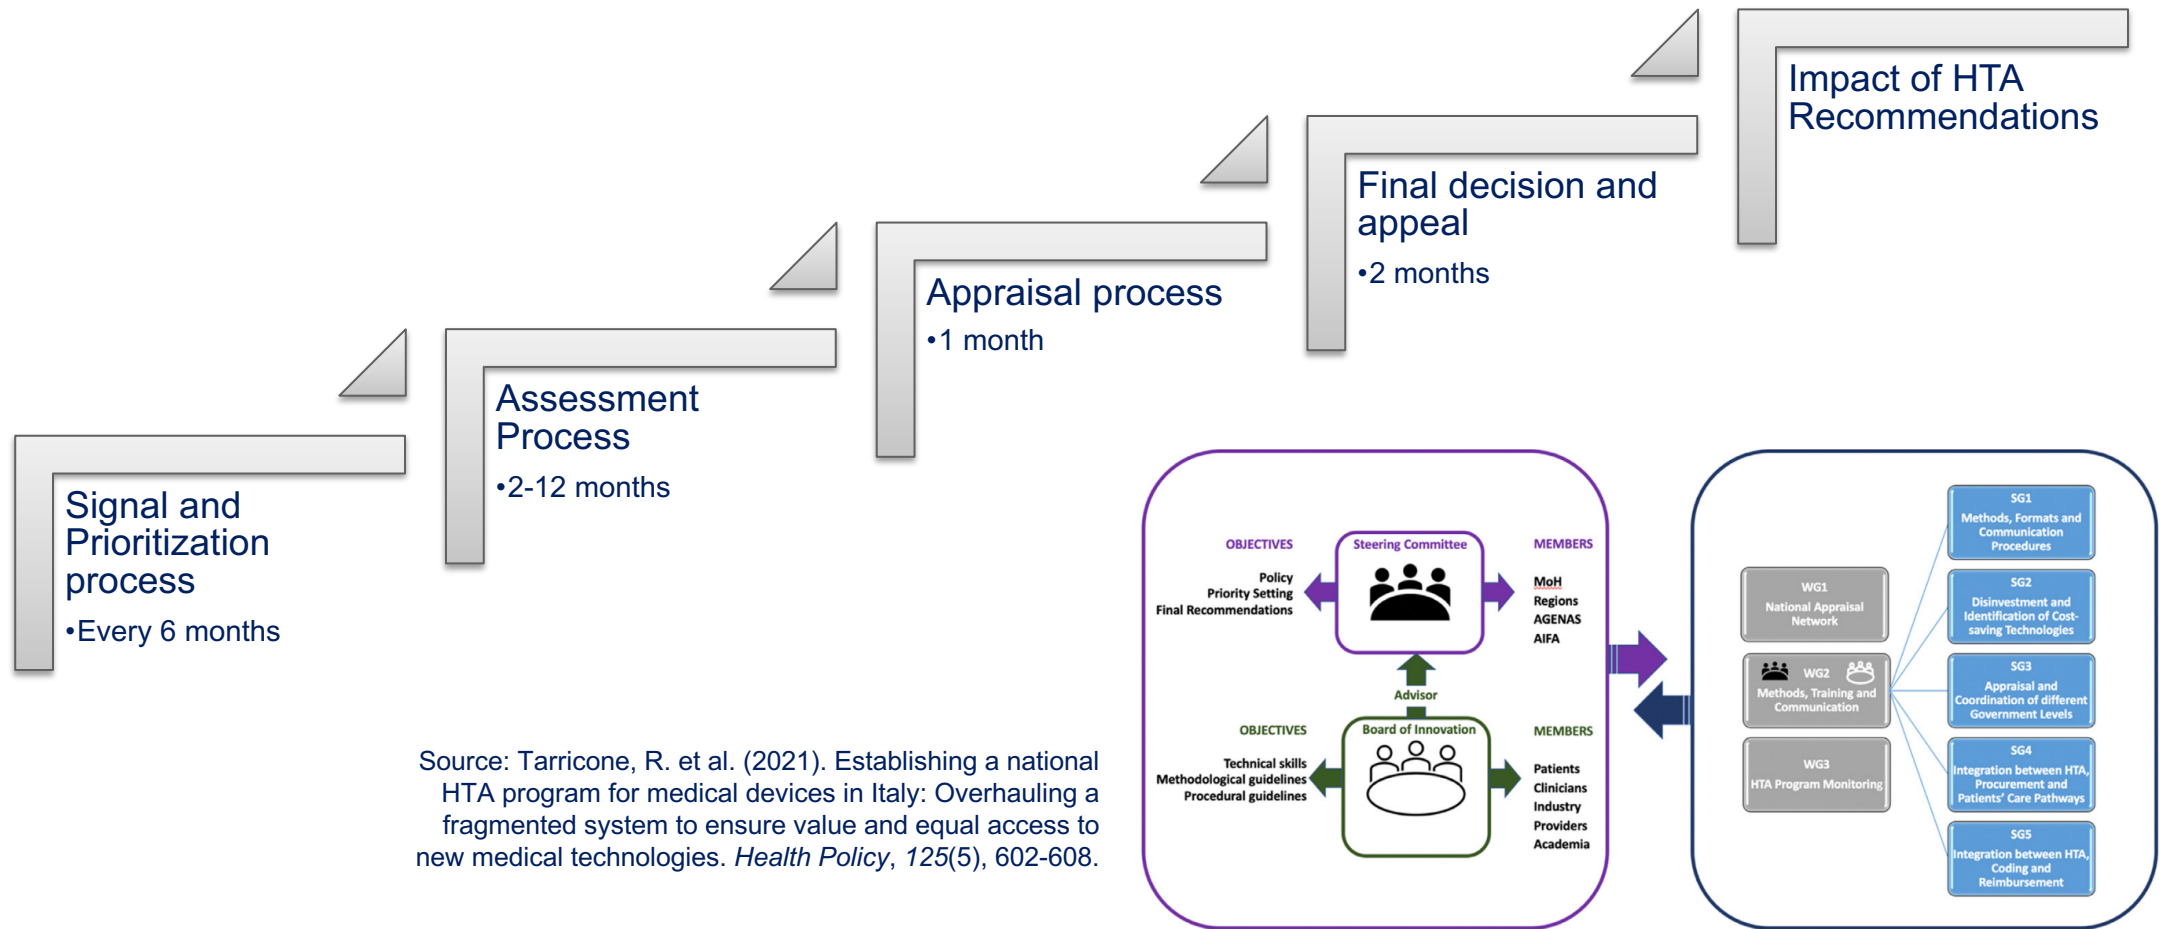 Signal and
Prioritization
process
•Every 6 months
Assessment
Process
•2-12 months
Appraisal process
•1 month
Final decision and
appeal
•2 months
Impact of HTA
Recommendations
Source: Tarricone, R. et al. (2021). Establishing a national
HTA program for medical devices in Italy: Overhauling a
fragmented system to ensure value and equal access to
new medical technologies. Health Policy, 125(5), 602-608.
OBJECTIVES
Policy
Priority Setting
Final Recommendations
Steering Committee
MEMBERS
MoH
Regions
AGENAS
AIFA
Advisor
OBJECTIVES
Technical skills
Methodological guidelines
Procedural guidelines
Board of Innovation
MEMBERS
Patients
Clinicians
Industry
Providers
Academia
WG1
National Appraisal
Network
WG2
Methods, Training and
Communication
WG3
HTA Program Monitoring
SG1
Methods, Formats and
Communication
Procedures
SG2
Disinvestment and
Identification of Cost-
saving Technologies
SG3
Appraisal and
Coordination of different
Government Levels
SG4
Integration between HTA,
Procurement and
Patients' Care Pathways
SG5
Integration between HTA,
Coding and
Reimbursement